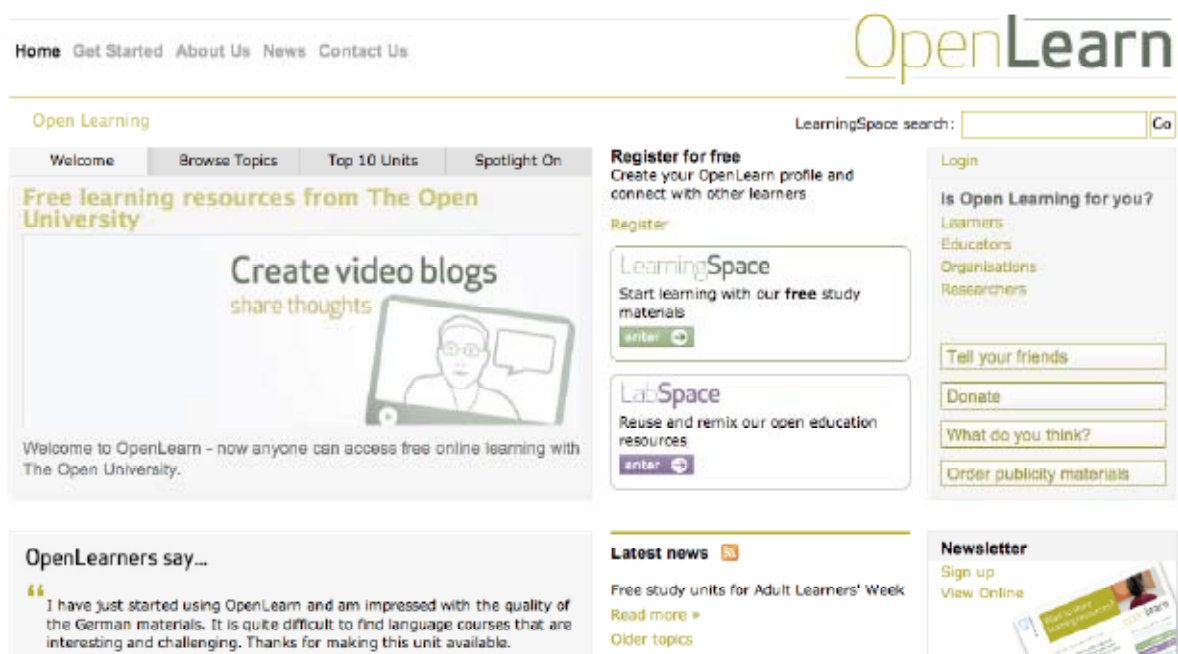 Home Get Started About Us News Contact Us
OpenLearn
Open Learning
LearningSpace search:
Go
Welcome
Browse Topics
Top 10 Units
Spotlight On
Free learning resources from The Open
University
Create video blogs
share thoughts
Welcome to OpenLearn - now anyone can access free online learning with
The Open University.
Register for free
Create your OpenLearn profile and
connect with other learners
Register
LearningSpace
Start learning with our free study
materials
enter
LabSpace
Reuse and remix our open education
resources
enter
Login
Is Open Learning for you?
Learners
Educators
Organisations
Researchers
Tell your friends
Donate
What do you think?
Order publicity materials
OpenLearners say...
“
I have just started using OpenLearn and am impressed with the quality of
the German materials. It is quite difficult to find language courses that are
interesting and challenging. Thanks for making this unit available.
Latest news
Free study units for Adult Learners' Week
Read more »
Older topics
Newsletter
Sign up
View Online